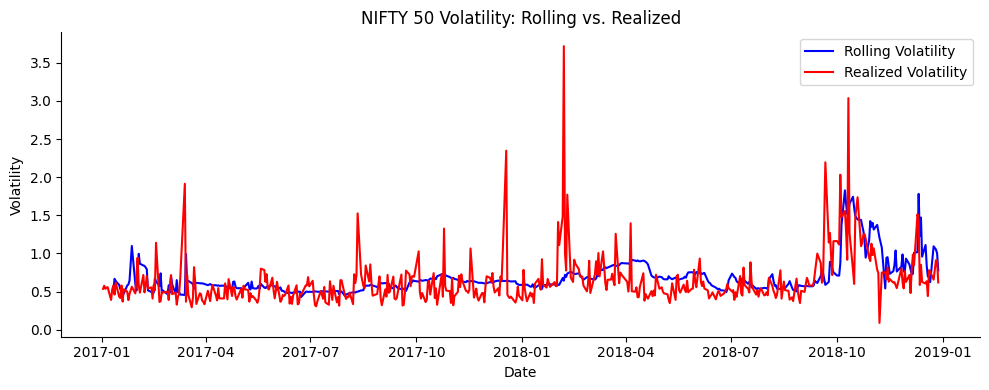 NIFTY 50 Volatility: Rolling vs. Realized
Rolling Volatility
Realized Volatility
Volatility
3.5
3.0
2.5
2.0
1.5
1.0
0.5
0.0
2017-01 2017-04 2017-07 2017-10 2018-01 2018-04 2018-07 2018-10 2019-01
Date